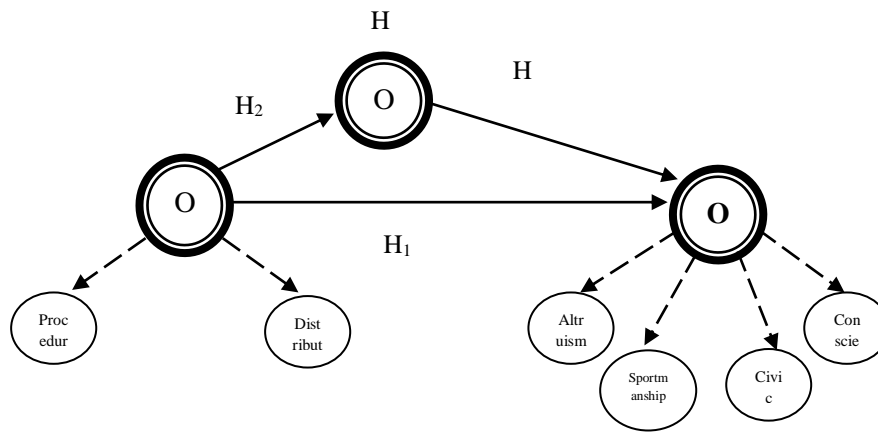 H
H
O
H₂
O
O
H₁
Proc
edur
Dist
ribut
Altr
uism
Sportm
anship
Civi
c
Con
scie